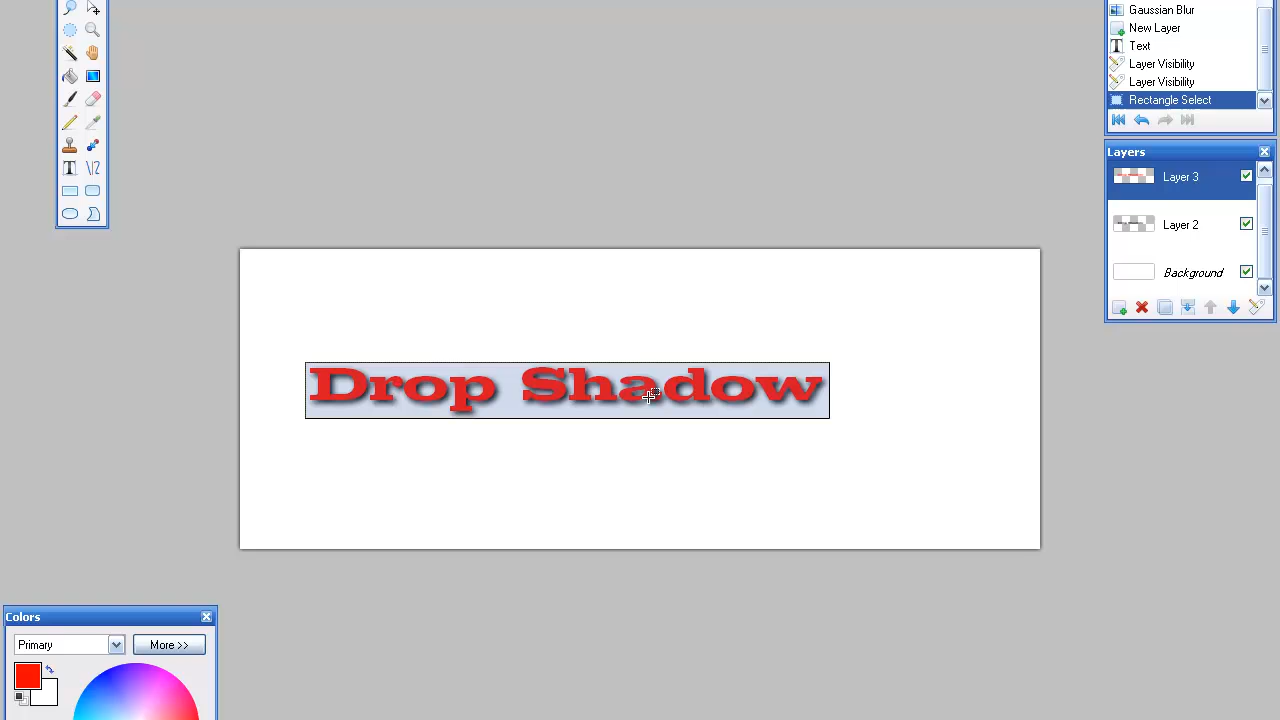 Gaussian Blur
New Layer
Text
Layer Visibility
Layer Visibility
Rectangle Select
Layers
Layer 3
Layer 2
Background
Drop Shadow
Colors
Primary
More >>